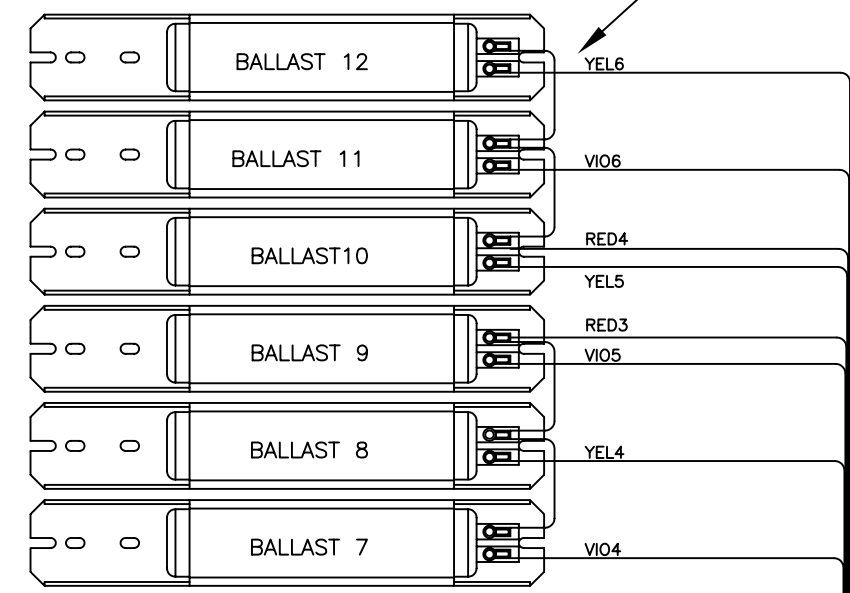 BALLAST 12
YEL6
BALLAST 11
VIO6
BALLAST10
RED4
YEL5
BALLAST 9
RED3
VIO5
BALLAST 8
YEL4
BALLAST 7
VIO4